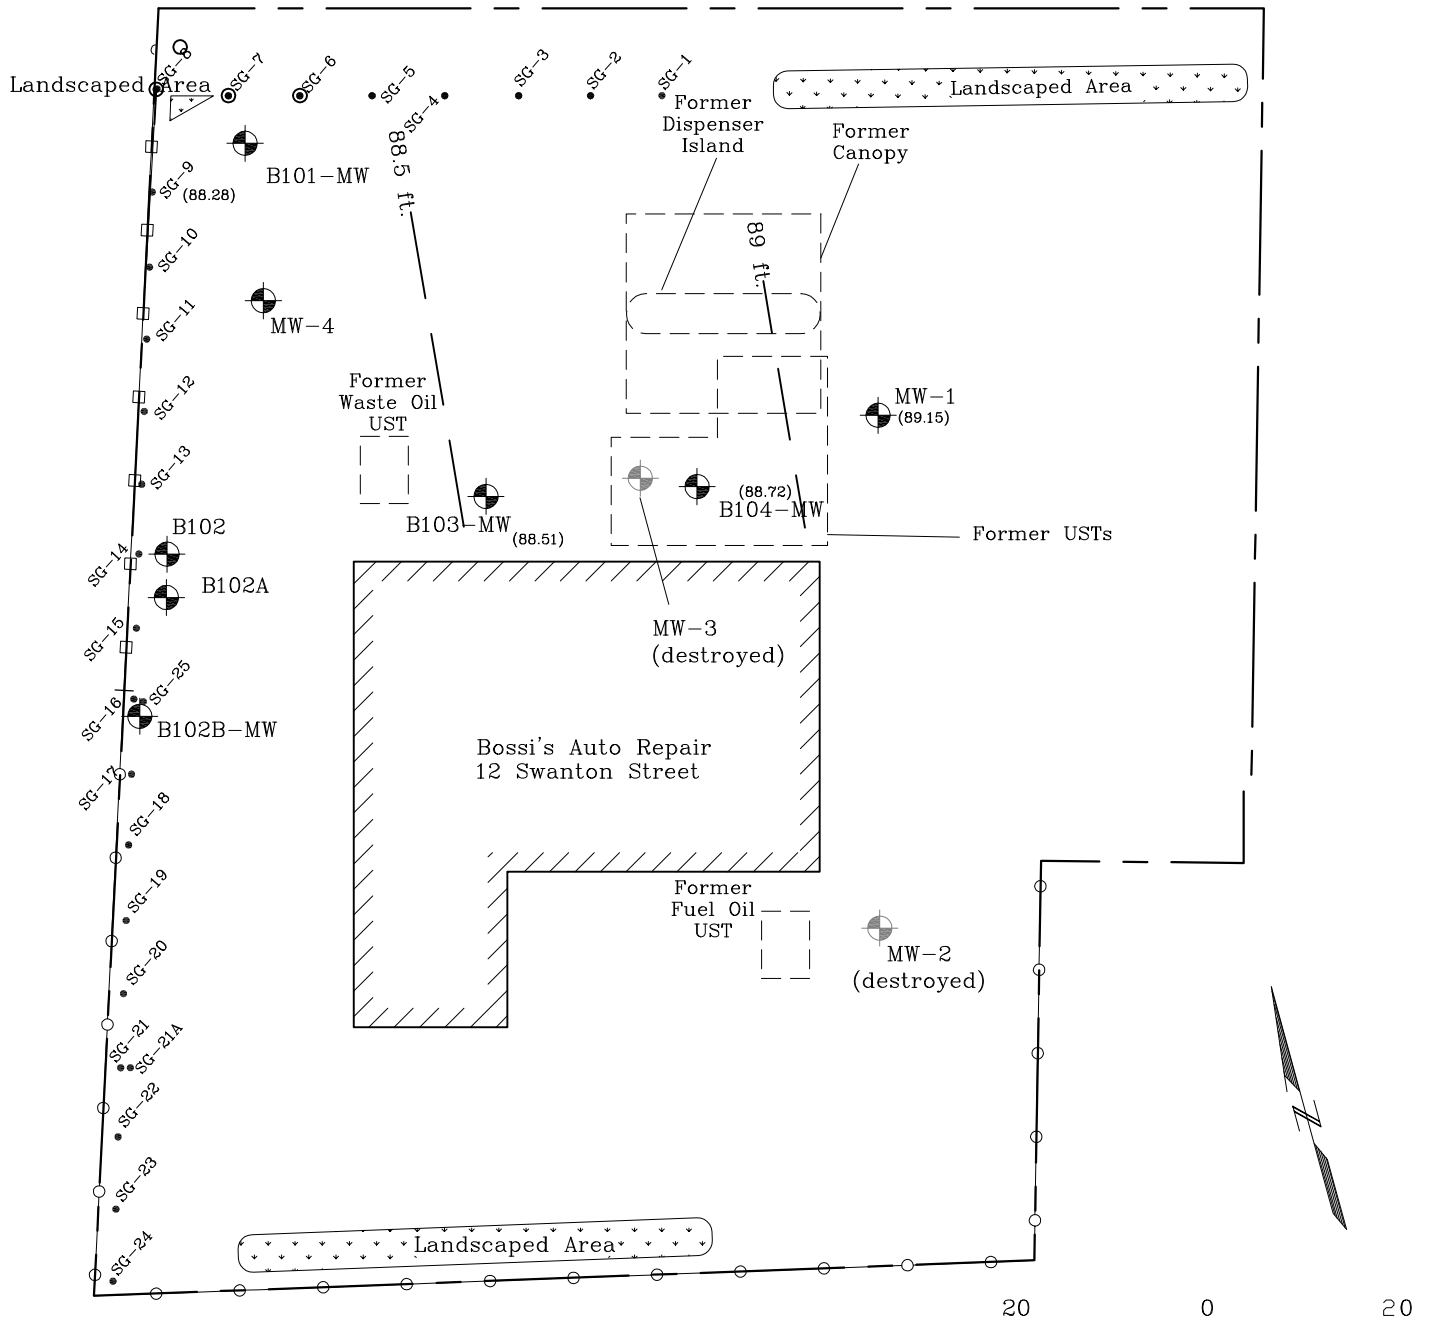 SG-8
SG-7
SG-6
SG-5
SG-4
SG-3
SG-2
SG-1
Landscaped Area
Landscaped Area
Former
Dispenser
Island
Former
Canopy
B101-MW
(88.28)
88.5 ft.
89 ft.
SG-9
SG-10
SG-11
SG-12
SG-13
MW-4
Former
Waste Oil
UST
MW-1
(89.15)
B103-MW
(88.51)
(88.72)
B104-MW
Former USTs
B102
SG-14
B102A
SG-15
MW-3
(destroyed)
SG-25
SG-16
B102B-MW
Bossi's Auto Repair
12 Swanton Street
SG-17
SG-18
SG-19
SG-20
Former
Fuel Oil
UST
MW-2
(destroyed)
SG-21
SG-21A
SG-22
SG-23
SG-24
Landscaped Area
N
20 0 20